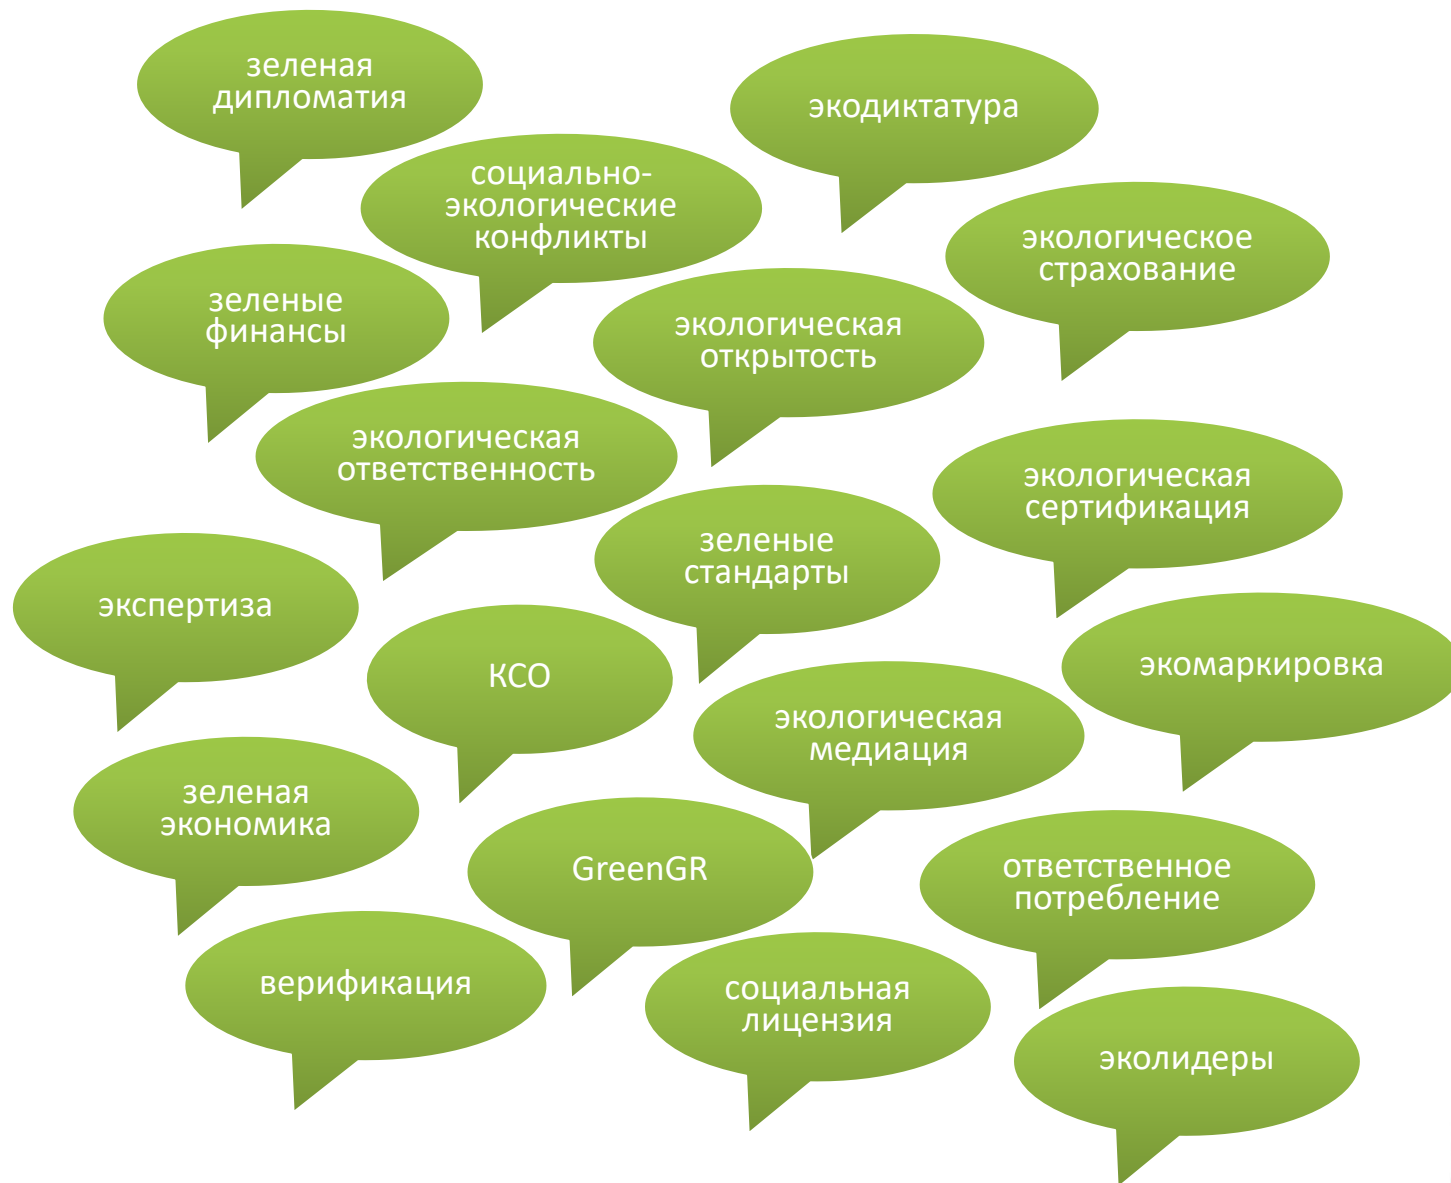 зеленая
дипломатия
экодиктатура
социально-
экологические
конфликты
экологическое
страхование
зеленые
финансы
экологическая
открытость
экологическая
ответственность
экологическая
сертификация
зеленые
стандарты
экспертиза
КСО
экомаркировка
экологическая
медиация
зеленая
экономика
GreenGR
ответственное
потребление
верификация
социальная
лицензия
эколидеры